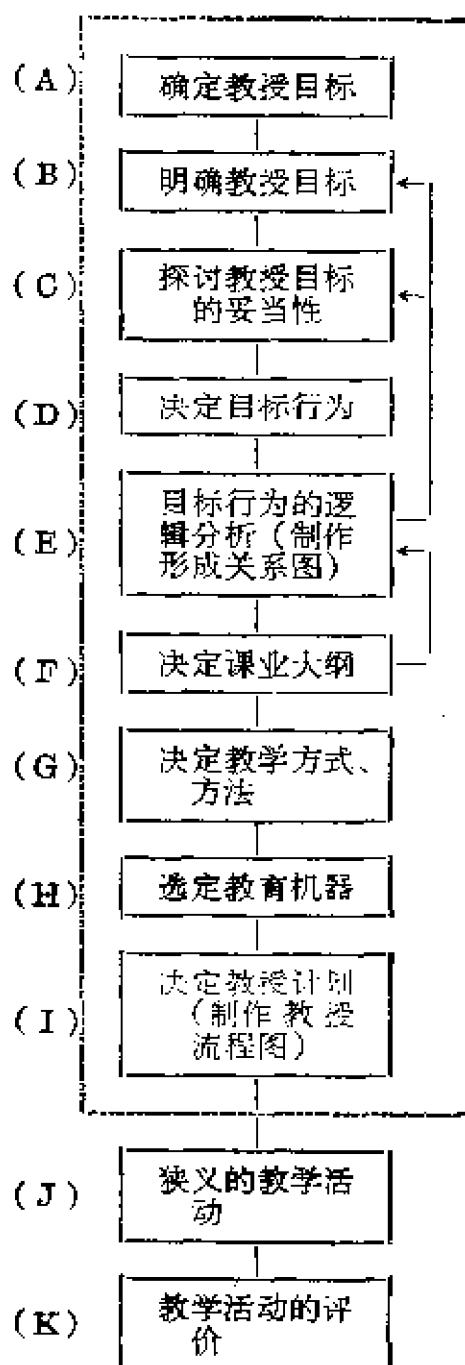 (A) 确定教授目标
(B) 明确教授目标
(C) 探讨教授目标
的妥当性
(D) 决定目标行为
(E) 目标行为的逻
辑分析(制作
形成关系图)
(F) 决定课业大纲
(G) 决定教学方式、
方法
(H) 选定教育机器
(I) 决定教授计划
(制作教授
流程图)
(J) 狭义的教学活
动
(K) 教学活动的评
价